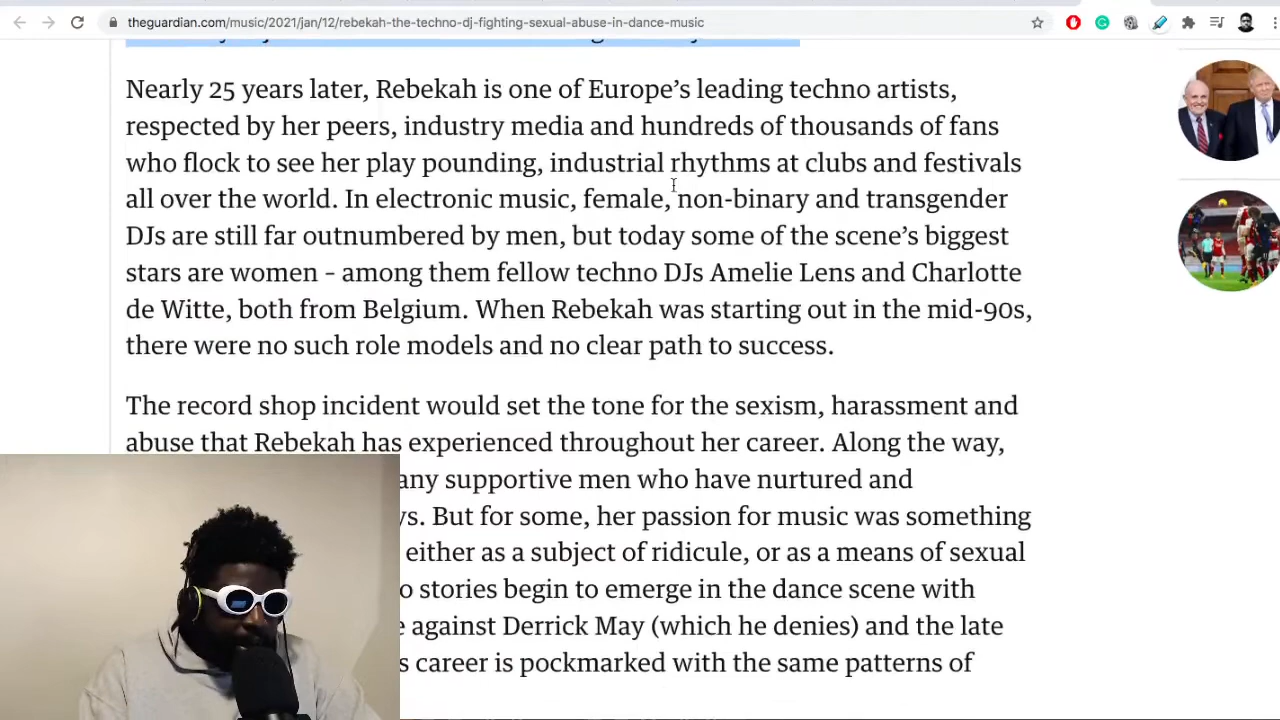 theguardian.com/music/2021/jan/12/rebekah-the-techno-dj-fighting-sexual-abuse-in-dance-music
Nearly 25 years later, Rebekah is one of Europe’s leading techno artists,
respected by her peers, industry media and hundreds of thousands of fans
who flock to see her play pounding, industrial rhythms at clubs and festivals
all over the world. In electronic music, female, non-binary and transgender
DJs are still far outnumbered by men, but today some of the scene’s biggest
stars are women – among them fellow techno DJs Amelie Lens and Charlotte
de Witte, both from Belgium. When Rebekah was starting out in the mid-90s,
there were no such role models and no clear path to success.
The record shop incident would set the tone for the sexism, harassment and
abuse that Rebekah has experienced throughout her career. Along the way,
any supportive men who have nurtured and
ys. But for some, her passion for music was something
either as a subject of ridicule, or as a means of sexual
o stories begin to emerge in the dance scene with
e against Derrick May (which he denies) and the late
s career is pockmarked with the same patterns of